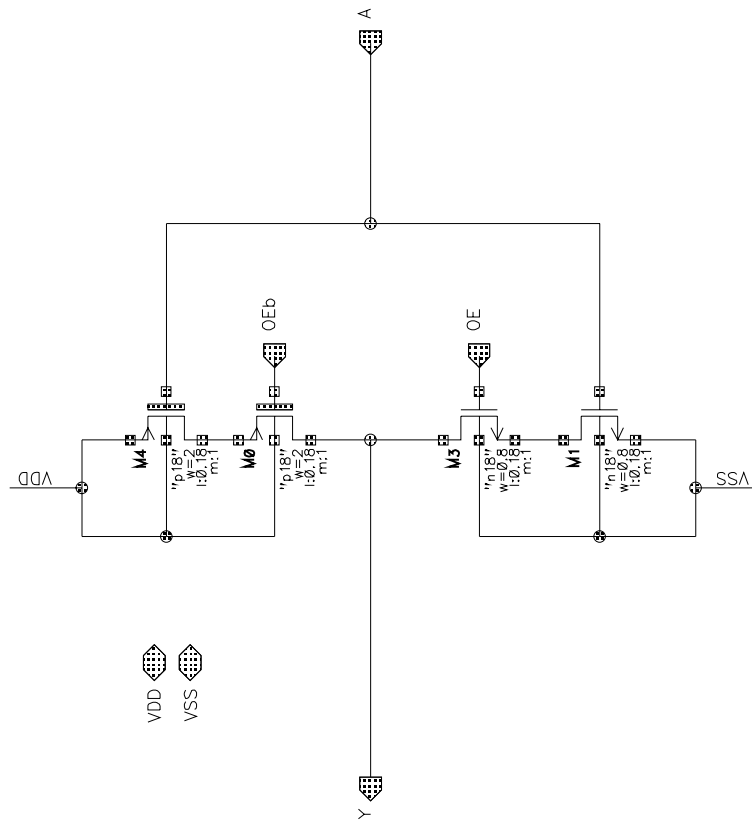 A
OEb
OE
M4
"p18"
w=2
l:0.18
m:1
M0
"p18"
w=2
l:0.18
m:1
M3
"n18"
w=0.8
l:0.18
m:1
M1
"n18"
w=0.8
l:0.18
m:1
VDD
VSS
VDD
VSS
Y